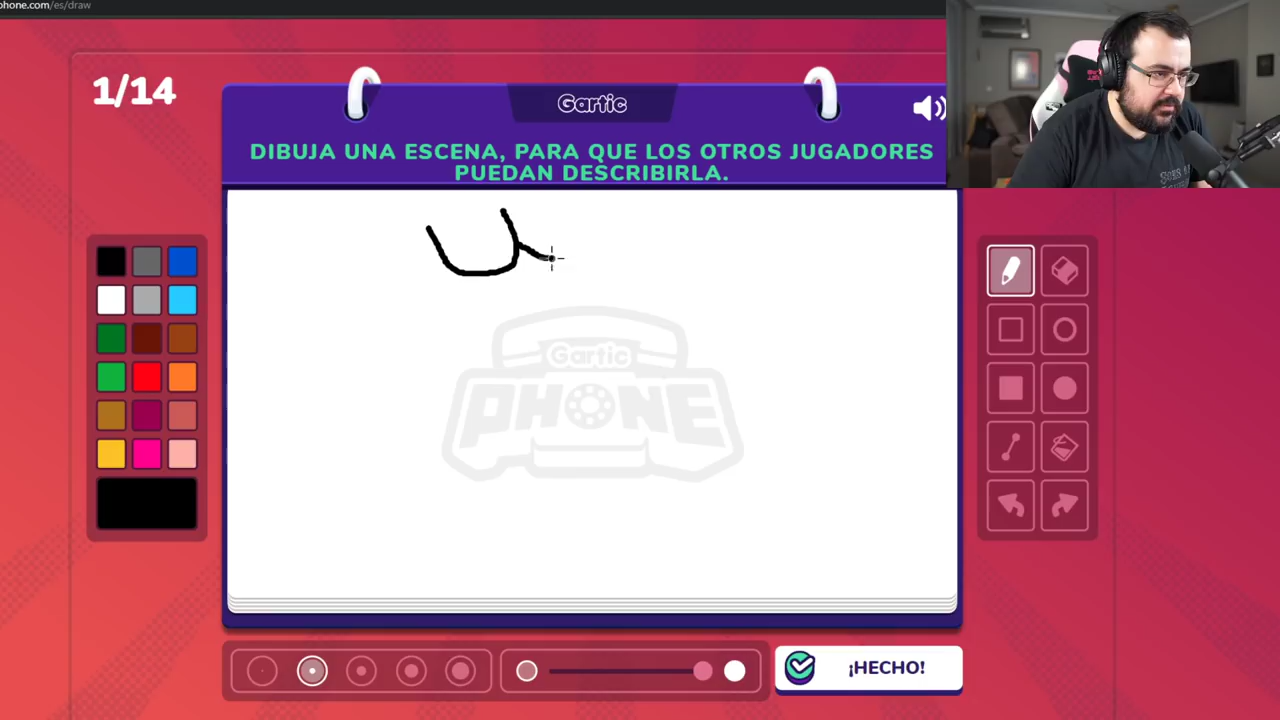 phone.com/es/draw
1/14
Gartic
DIBUJA UNA ESCENA, PARA QUE LOS OTROS JUGADORES
PUEDAN DESCRIBIRLA.
Gartic
PHONE
¡HECHO!